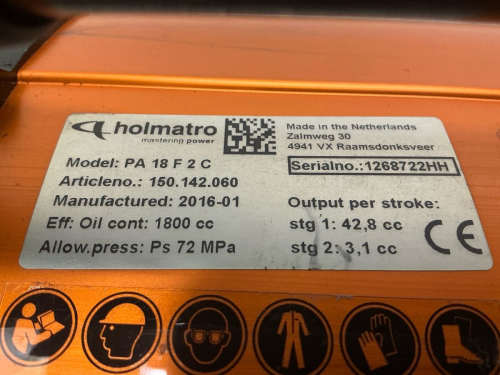 holmatro
mastering power
Made in the Netherlands
Zalmweg 30
4941 VX Raamsdonksveer
Model: PA 18 F 2 C
Serialno.:1268722HH
Articleno.: 150.142.060
Manufactured: 2016-01
Output per stroke:
Eff: Oil cont: 1800 cc
stg 1: 42,8 cc
Allow.press: Ps 72 MPa
stg 2: 3,1 cc
CE